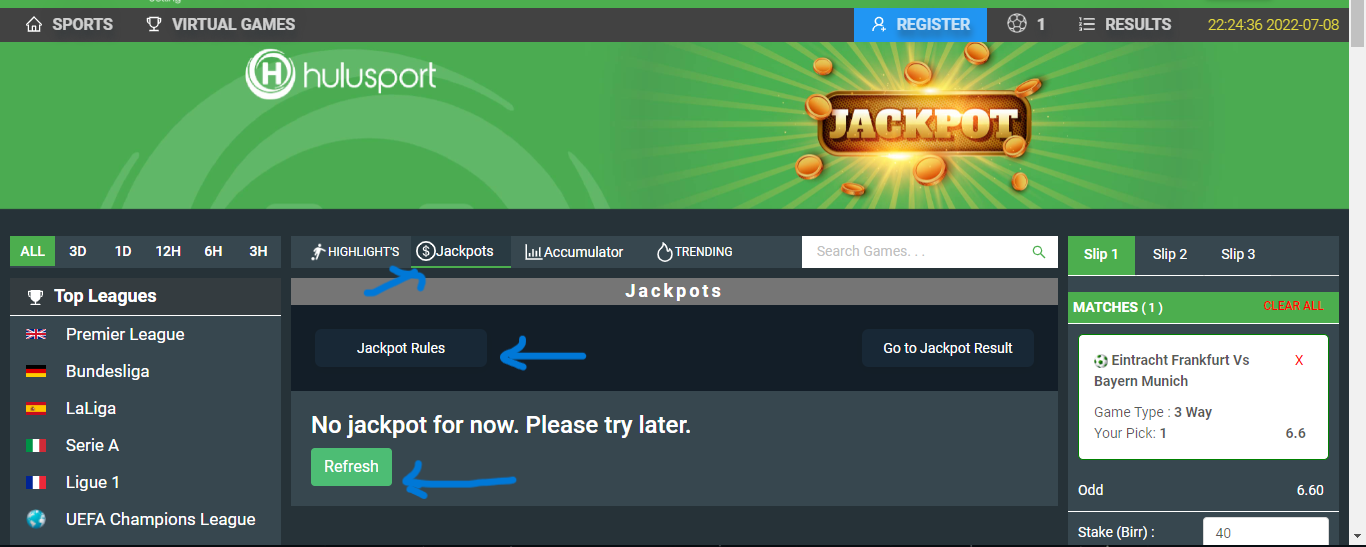 SPORTS
VIRTUAL GAMES
REGISTER
1
RESULTS
22:24:36 2022-07-08
H hulusport
JACKPOT
ALL 3D 1D 12H 6H 3H
HIGHLIGHT'S
$ Jackpots
Accumulator
TRENDING
Search Games. . .
Slip 1 Slip 2 Slip 3
Top Leagues
Premier League
Bundesliga
LaLiga
Serie A
Ligue 1
UEFA Champions League
Jackpots
Jackpot Rules
Go to Jackpot Result
No jackpot for now. Please try later.
Refresh
MATCHES ( 1 ) CLEAR ALL
Eintracht Frankfurt Vs X
Bayern Munich
Game Type : 3 Way
Your Pick: 1 6.6
Odd 6.60
Stake (Birr) : 40